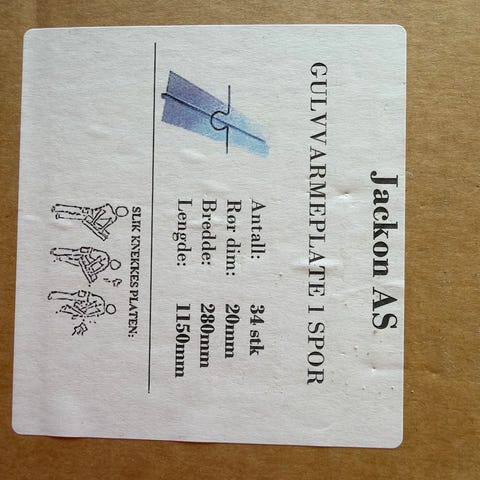 Jackon AS
GULVVARMEPLATE 1 SPOR
Antall: 34 stk
Rør dim: 20mm
Bredde: 280mm
Lengde: 1150mm
SLIK KNEKKES PLATEN: